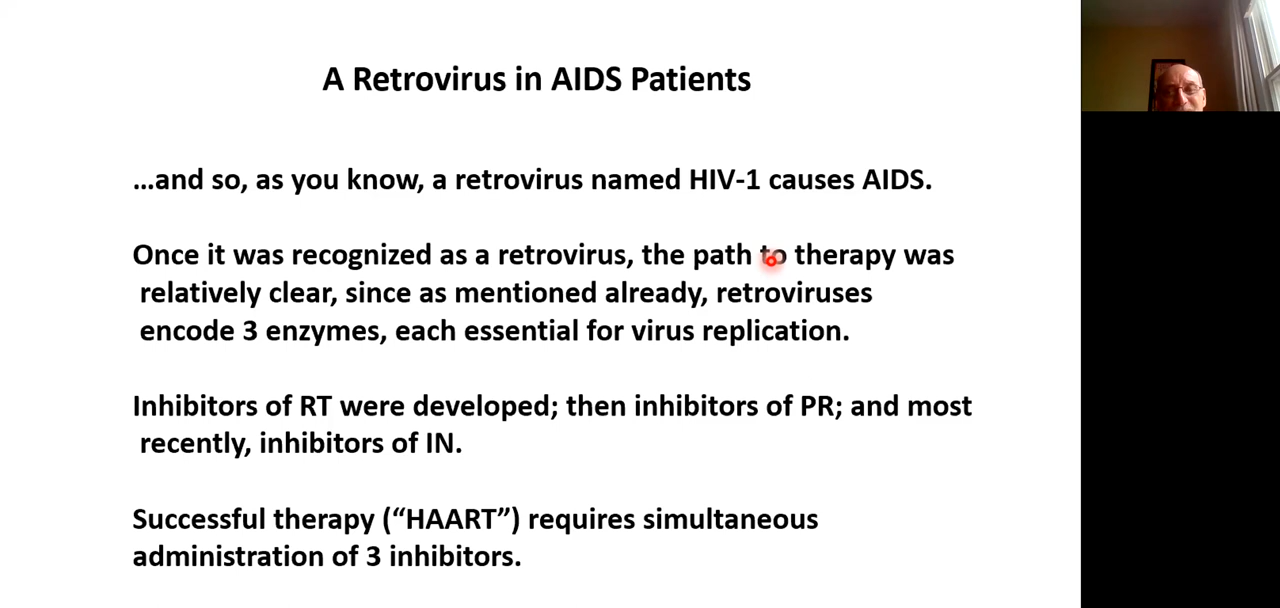 A Retrovirus in AIDS Patients
…and so, as you know, a retrovirus named HIV-1 causes AIDS.
Once it was recognized as a retrovirus, the path to therapy was
relatively clear, since as mentioned already, retroviruses
encode 3 enzymes, each essential for virus replication.
Inhibitors of RT were developed; then inhibitors of PR; and most
recently, inhibitors of IN.
Successful therapy (“HAART”) requires simultaneous
administration of 3 inhibitors.